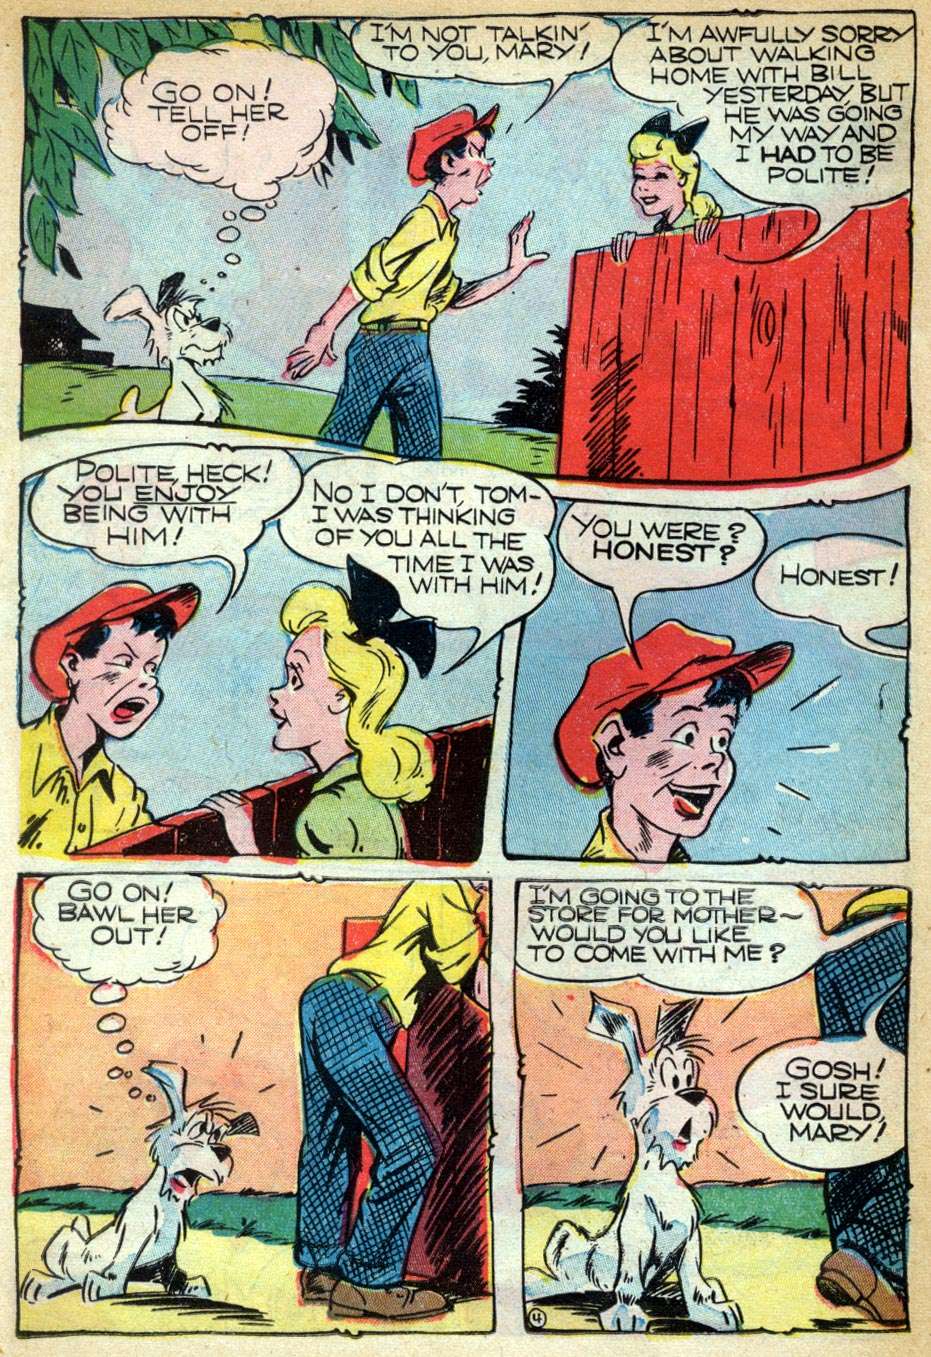 GO ON!
TELL HER
OFF!
I'M NOT TALKIN'
TO YOU, MARY!
I'M AWFULLY SORRY
ABOUT WALKING
HOME WITH BILL
YESTERDAY, BUT
HE WAS GOING
MY WAY AND
I HAD TO BE
POLITE!
POLITE, HECK!
YOU ENJOY
BEING WITH
HIM!
NO I DON'T, TOM-
I WAS THINKING
OF YOU ALL THE
TIME I WAS
WITH HIM!
YOU WERE?
HONEST?
HONEST!
GO ON!
BAWL HER
OUT!
I'M GOING TO THE
STORE FOR MOTHER~
WOULD YOU LIKE
TO COME WITH ME?
GOSH!
I SURE
WOULD,
MARY!
4